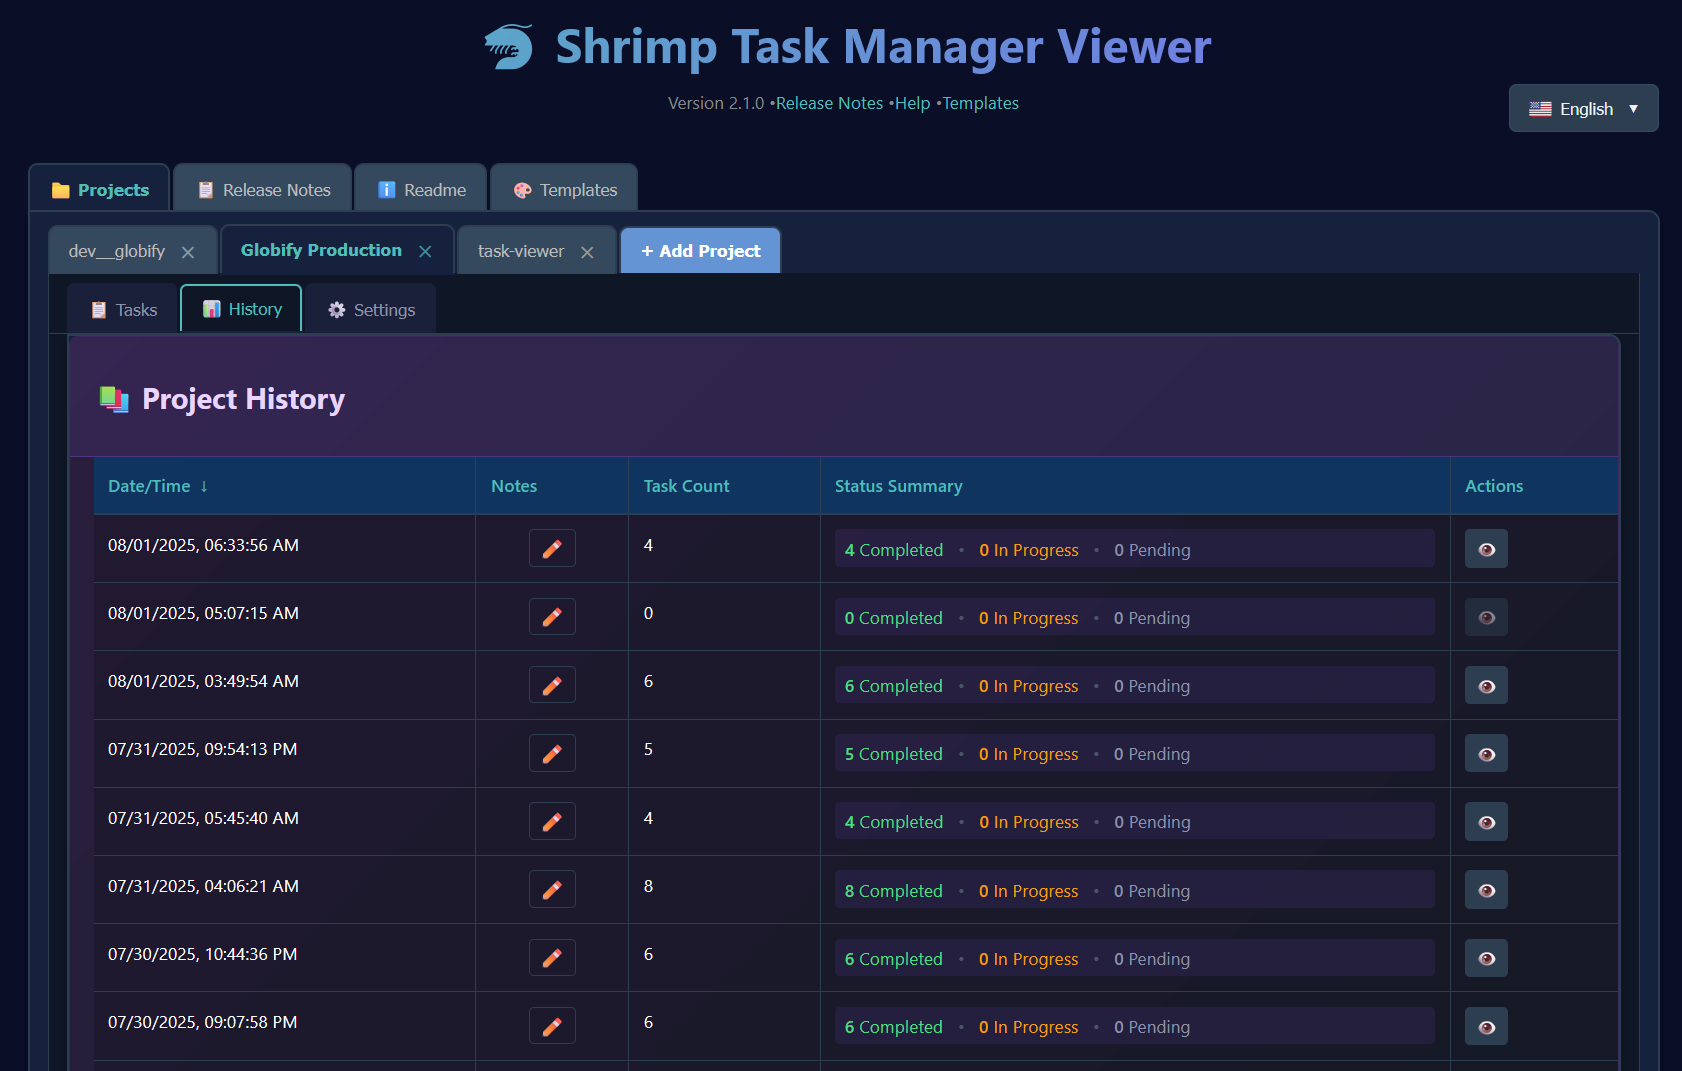 Shrimp Task Manager Viewer
Version 2.1.0 •Release Notes •Help •Templates
English ▼
Projects Release Notes Readme Templates
dev__globify × Globify Production × task-viewer × + Add Project
Tasks History Settings
Project History
Date/Time ↓ Notes Task Count Status Summary Actions
08/01/2025, 06:33:56 AM 4 4 Completed • 0 In Progress • 0 Pending
08/01/2025, 05:07:15 AM 0 0 Completed • 0 In Progress • 0 Pending
08/01/2025, 03:49:54 AM 6 6 Completed • 0 In Progress • 0 Pending
07/31/2025, 09:54:13 PM 5 5 Completed • 0 In Progress • 0 Pending
07/31/2025, 05:45:40 AM 4 4 Completed • 0 In Progress • 0 Pending
07/31/2025, 04:06:21 AM 8 8 Completed • 0 In Progress • 0 Pending
07/30/2025, 10:44:36 PM 6 6 Completed • 0 In Progress • 0 Pending
07/30/2025, 09:07:58 PM 6 6 Completed • 0 In Progress • 0 Pending